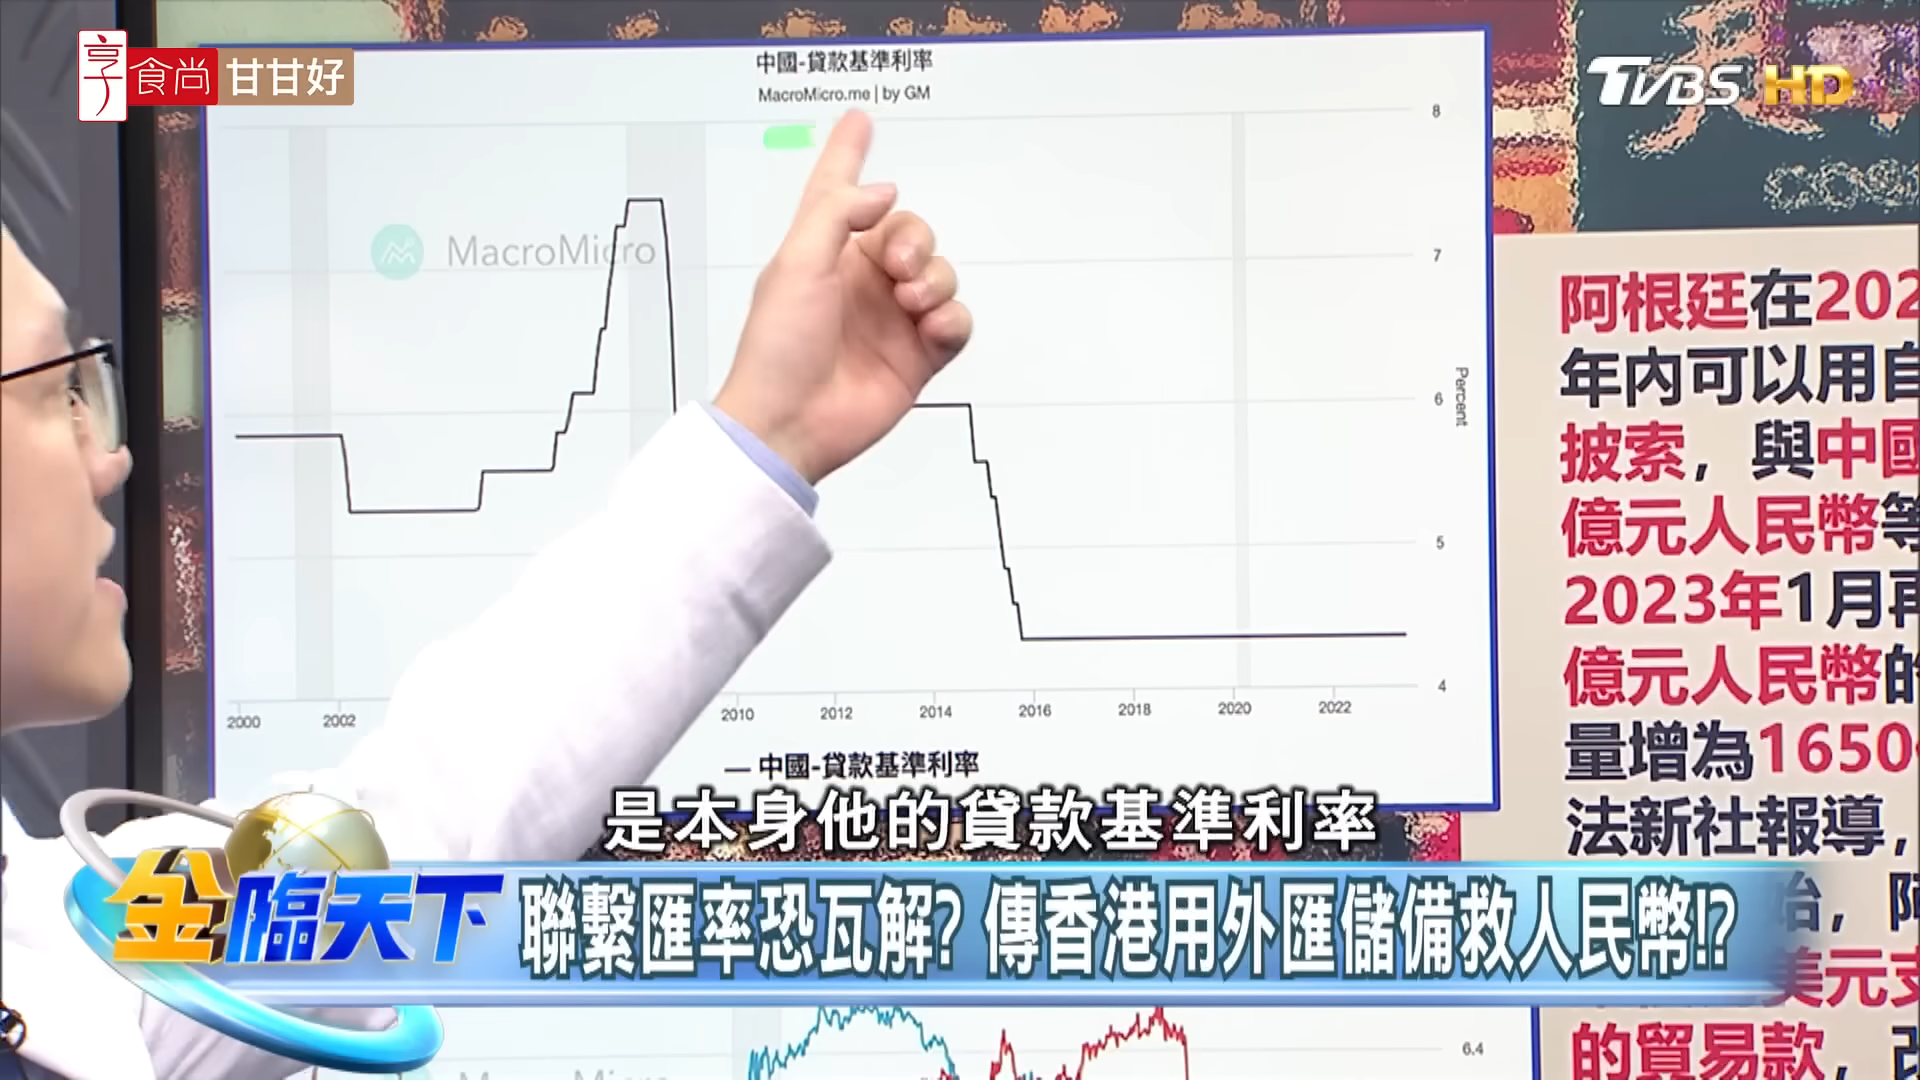 享 食尚 甘甘好
TVBS HD
中國-貸款基準利率
MacroMicro.me | by GM
MacroMicro
8
7
6
5
4
Percent
2000
2002
2010
2012
2014
2016
2018
2020
2022
— 中國-貸款基準利率
阿根廷在202
年內可以用自
披索，與中國
億元人民幣等
2023年1月再
億元人民幣的
量增為1650
法新社報導，
美元支
的貿易款，改
是本身他的貸款基準利率
金臨天下
聯繫匯率恐瓦解? 傳香港用外匯儲備救人民幣!?
6.4